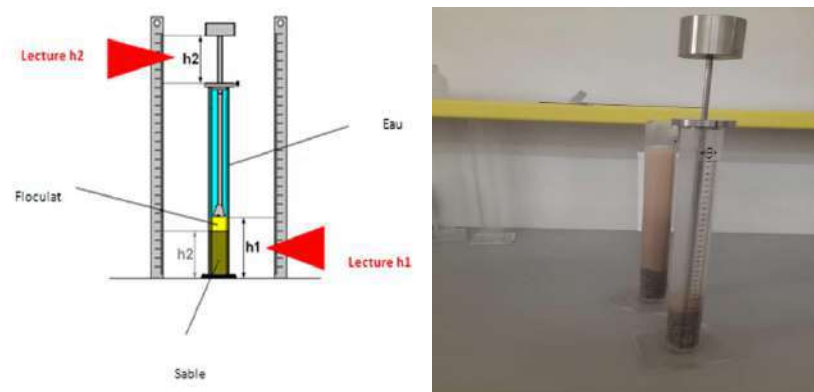 Lecture h2
h2
Eau
Floculat
h2
h1
Lecture h1
Sable